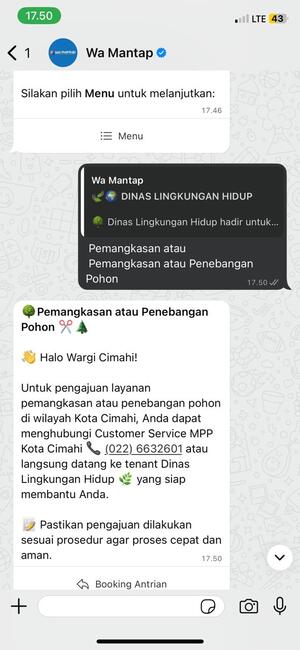 17.50
LTE 43
1
Wa Mantap
Silakan pilih Menu untuk melanjutkan:
17.46
Menu
Wa Mantap
🌿🌍 DINAS LINGKUNGAN HIDUP
🌳 Dinas Lingkungan Hidup hadir untuk...
Pemangkasan atau
Pemangkasan atau Penebangan
Pohon
17.50
🌳Pemangkasan atau Penebangan
Pohon ✂️🌲
👋 Halo Wargi Cimahi!
Untuk pengajuan layanan
pemangkasan atau penebangan pohon
di wilayah Kota Cimahi, Anda dapat
menghubungi Customer Service MPP
Kota Cimahi 📞 (022) 6632601 atau
langsung datang ke tenant Dinas
Lingkungan Hidup 🌿 yang siap
membantu Anda.
📝 Pastikan pengajuan dilakukan
sesuai prosedur agar proses cepat dan
aman.
17.50
Booking Antrian